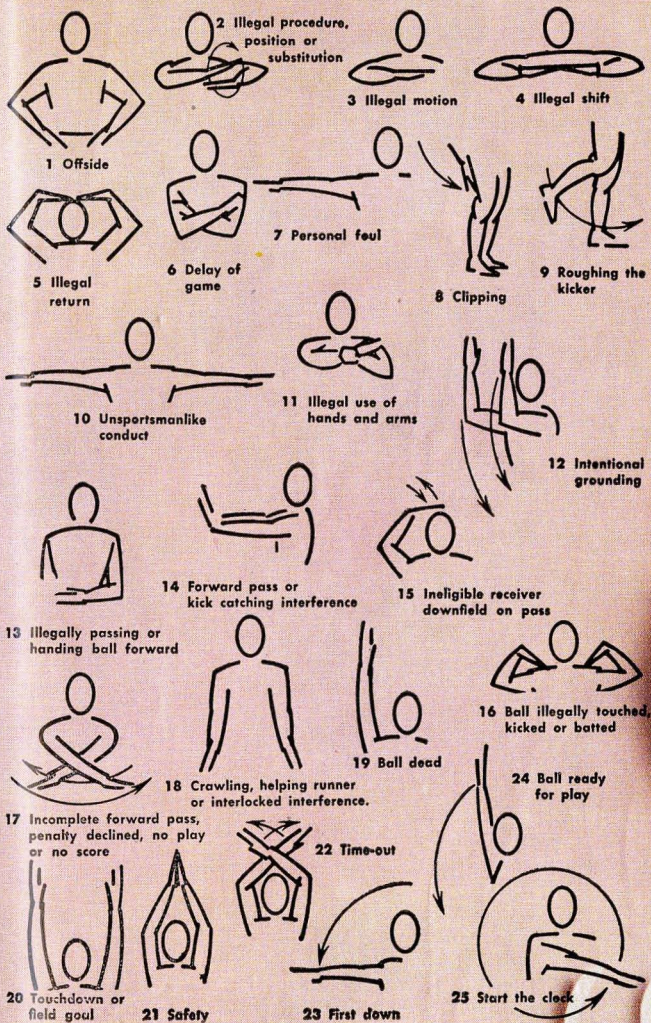 1 Offside
2 Illegal procedure,
position or
substitution
3 Illegal motion
4 Illegal shift
5 Illegal
return
6 Delay of
game
7 Personal foul
8 Clipping
9 Roughing the
kicker
10 Unsportsmanlike
conduct
11 Illegal use of
hands and arms
12 Intentional
grounding
13 Illegally passing or
handing ball forward
14 Forward pass or
kick catching interference
15 Ineligible receiver
downfield on pass
16 Ball illegally touched,
kicked or batted
17 Incomplete forward pass,
penalty declined, no play
or no score
18 Crawling, helping runner
or interlocked interference.
19 Ball dead
20 Touchdown or
field goal
21 Safety
22 Time-out
23 First down
24 Ball ready
for play
25 Start the clock